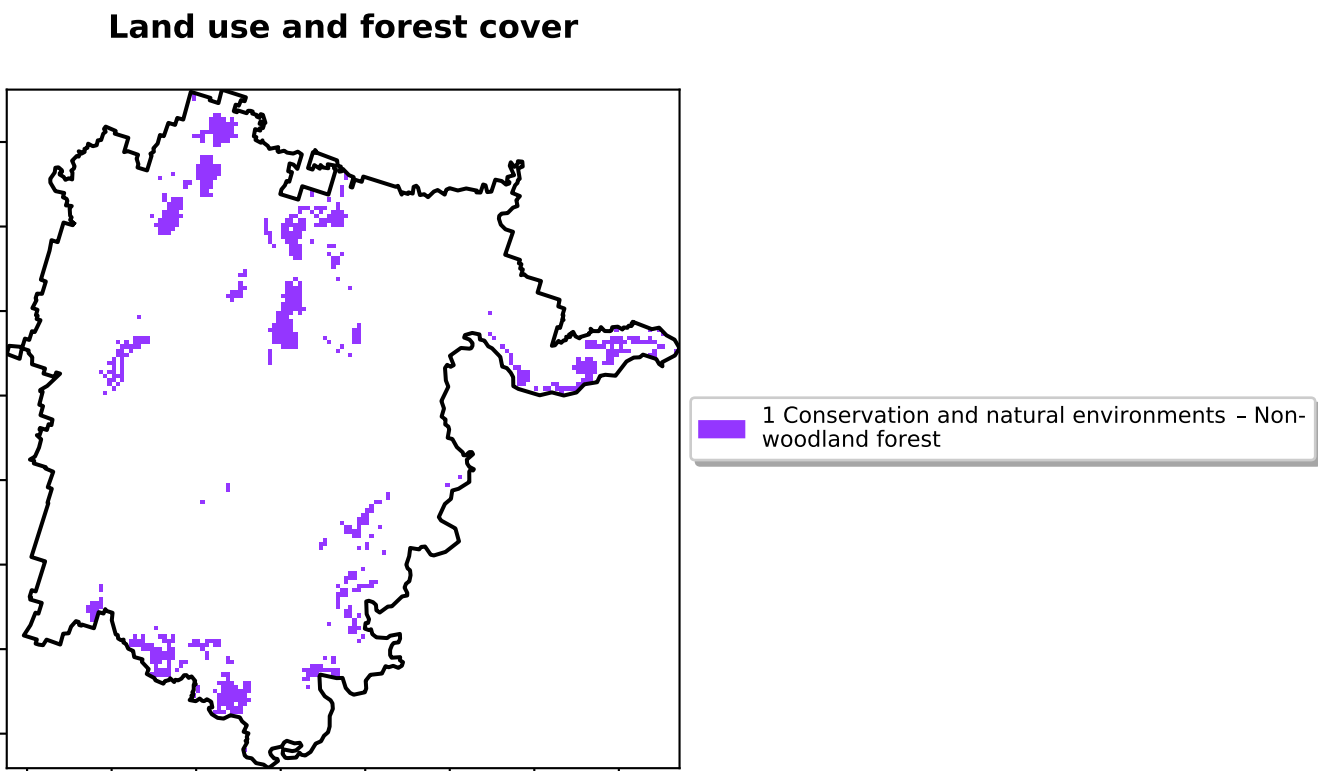 Land use and forest cover
1 Conservation and natural environments – Non-
woodland forest